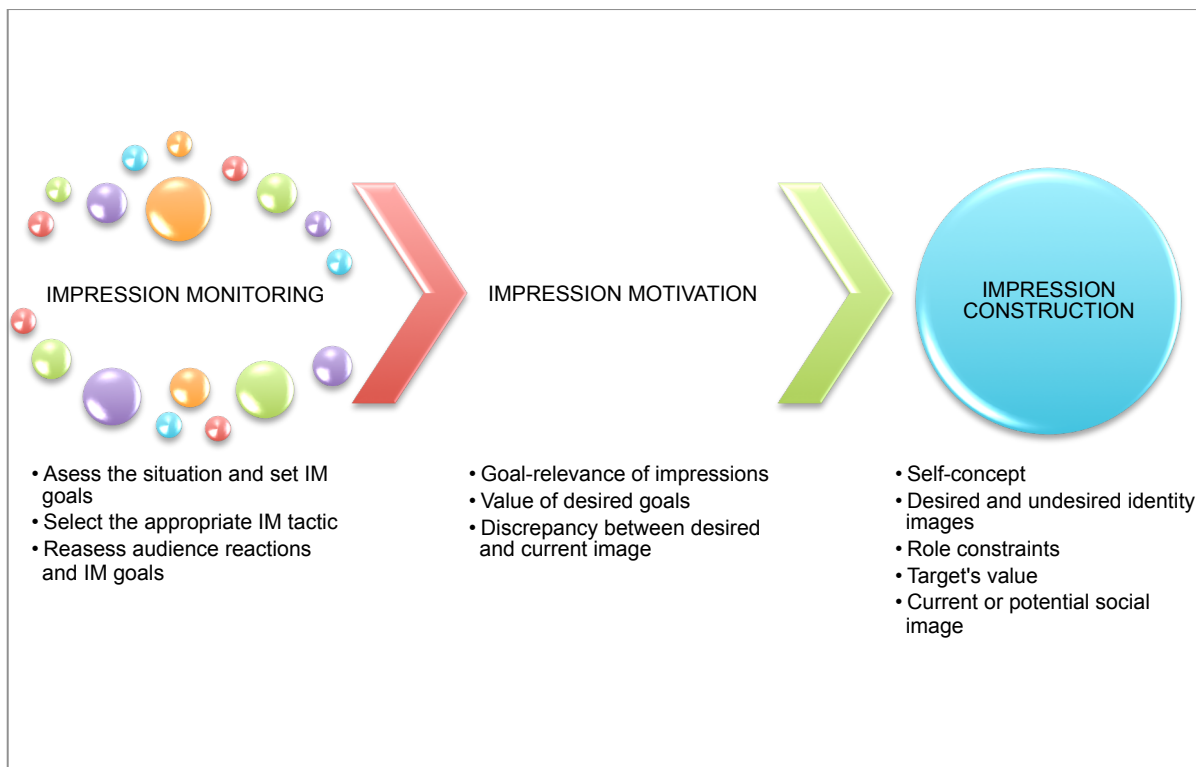 IMPRESSION MONITORING
• Asess the situation and set IM
goals
• Select the appropriate IM tactic
• Reasess audience reactions
and IM goals
IMPRESSION MOTIVATION
• Goal-relevance of impressions
• Value of desired goals
• Discrepancy between desired
and current image
IMPRESSION
CONSTRUCTION
• Self-concept
• Desired and undesired identity
images
• Role constraints
• Target's value
• Current or potential social
image